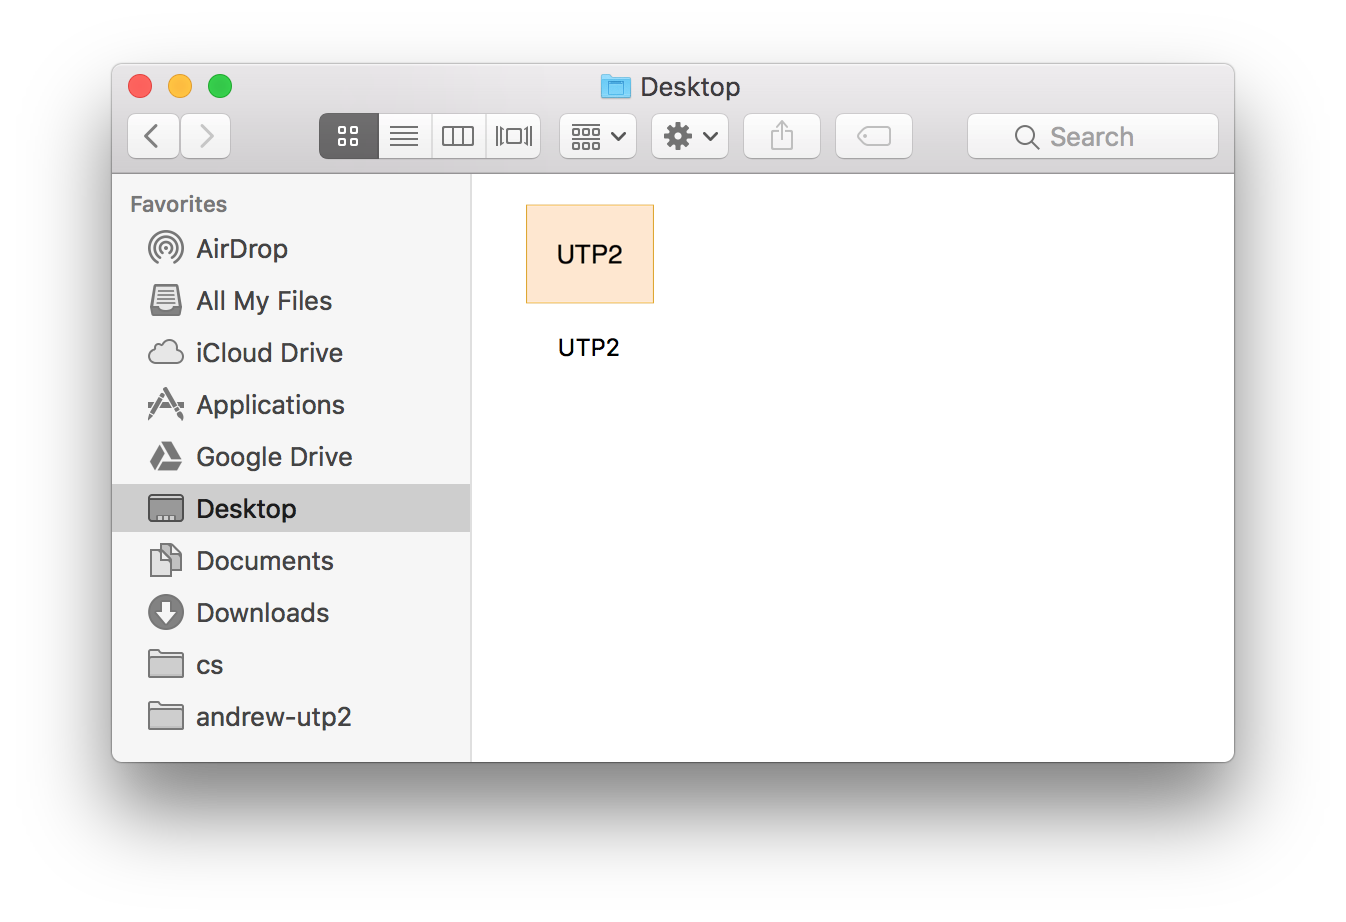 Desktop
Search
Favorites
AirDrop
All My Files
iCloud Drive
Applications
Google Drive
Desktop
Documents
Downloads
cs
andrew-utp2
UTP2
UTP2